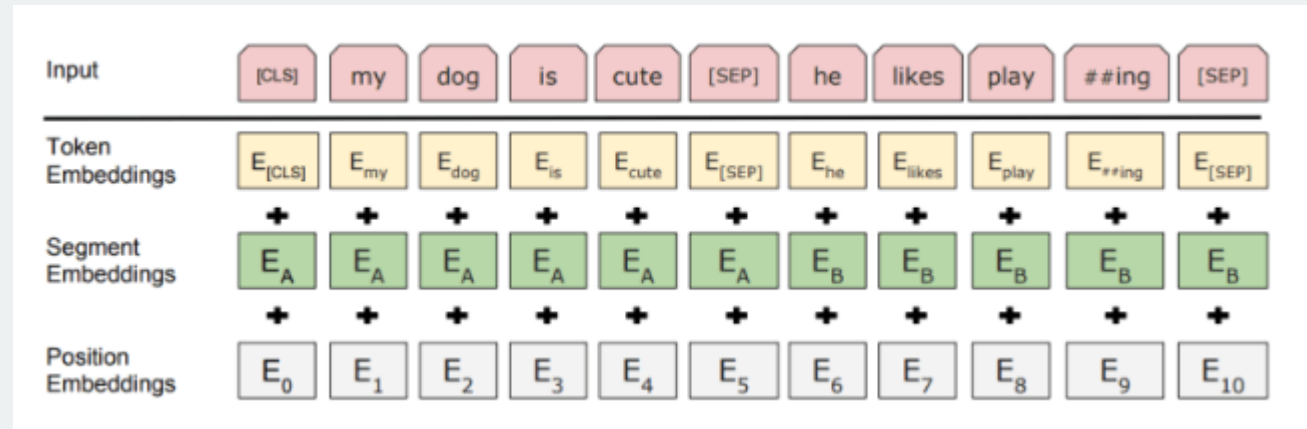 Input [CLS] my dog is cute [SEP] he likes play ##ing [SEP]
Token
Embeddings
E[CLS] Emy Edog Eis Ecute E[SEP] Ehe Elikes Eplay E##ing E[SEP]
+ + + + + + + + + + +
Segment
Embeddings
EA EA EA EA EA EA EB EB EB EB EB
+ + + + + + + + + + +
Position
Embeddings
E0 E1 E2 E3 E4 E5 E6 E7 E8 E9 E10